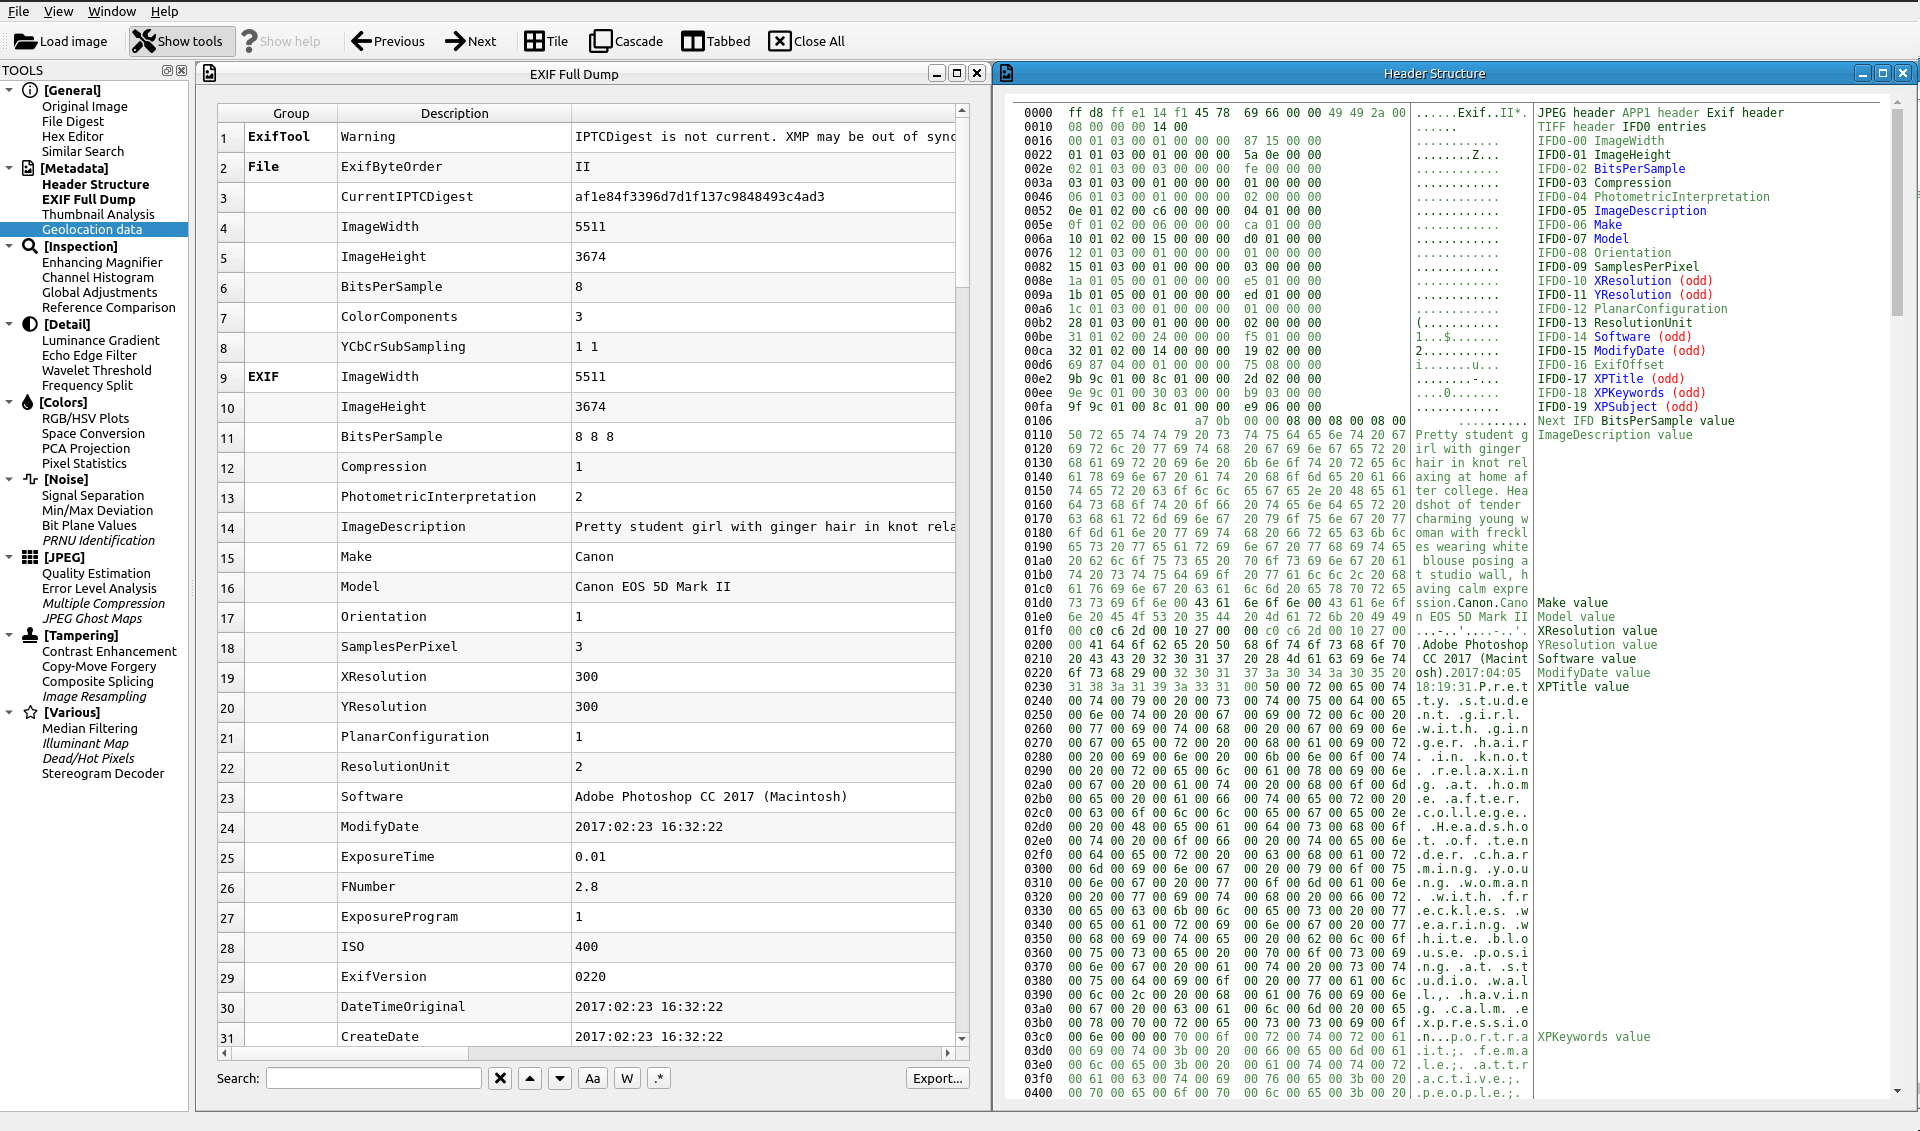 File View Window Help
Load image Show tools Show help Previous Next Tile Cascade Tabbed Close All
TOOLS
[General]
Original Image
File Digest
Hex Editor
Similar Search
[Metadata]
Header Structure
EXIF Full Dump
Thumbnail Analysis
Geolocation data
[Inspection]
Enhancing Magnifier
Channel Histogram
Global Adjustments
Reference Comparison
[Detail]
Luminance Gradient
Echo Edge Filter
Wavelet Threshold
Frequency Split
[Colors]
RGB/HSV Plots
Space Conversion
PCA Projection
Pixel Statistics
[Noise]
Signal Separation
Min/Max Deviation
Bit Plane Values
PRNU Identification
[JPEG]
Quality Estimation
Error Level Analysis
Multiple Compression
JPEG Ghost Maps
[Tampering]
Contrast Enhancement
Copy-Move Forgery
Composite Splicing
Image Resampling
[Various]
Median Filtering
Illuminant Map
Dead/Hot Pixels
Stereogram Decoder
EXIF Full Dump
Group Description
1 ExifTool Warning IPTCDigest is not current. XMP may be out of sync
2 File ExifByteOrder II
3 CurrentIPTCDigest af1e84f3396d7d1f137c9848493c4ad3
4 ImageWidth 5511
5 ImageHeight 3674
6 BitsPerSample 8
7 ColorComponents 3
8 YCbCrSubSampling 1 1
9 EXIF ImageWidth 5511
10 ImageHeight 3674
11 BitsPerSample 8 8 8
12 Compression 1
13 PhotometricInterpretation 2
14 ImageDescription Pretty student girl with ginger hair in knot rela
15 Make Canon
16 Model Canon EOS 5D Mark II
17 Orientation 1
18 SamplesPerPixel 3
19 XResolution 300
20 YResolution 300
21 PlanarConfiguration 1
22 ResolutionUnit 2
23 Software Adobe Photoshop CC 2017 (Macintosh)
24 ModifyDate 2017:02:23 16:32:22
25 ExposureTime 0.01
26 FNumber 2.8
27 ExposureProgram 1
28 ISO 400
29 ExifVersion 0220
30 DateTimeOriginal 2017:02:23 16:32:22
31 CreateDate 2017:02:23 16:32:22
Search: Aa W .* Export...
Header Structure
0000 ff d8 ff e1 14 f1 45 78 69 66 00 00 49 49 2a 00 ......Exif..II*. JPEG header APP1 header Exif header
0010 08 00 00 00 14 00 ...... TIFF header IFD0 entries
0016 00 01 03 00 01 00 00 00 87 15 00 00 ............ IFD0-00 ImageWidth
0022 01 01 03 00 01 00 00 00 5a 0e 00 00 ........Z... IFD0-01 ImageHeight
002e 02 01 03 00 03 00 00 00 fe 00 00 00 ............ IFD0-02 BitsPerSample
003a 03 01 03 00 01 00 00 00 01 00 00 00 ............ IFD0-03 Compression
0046 06 01 03 00 01 00 00 00 02 00 00 00 ............ IFD0-04 PhotometricInterpretation
0052 0e 01 02 00 c6 00 00 00 04 01 00 00 ............ IFD0-05 ImageDescription
005e 0f 01 02 00 06 00 00 00 ca 01 00 00 ............ IFD0-06 Make
006a 10 01 02 00 15 00 00 00 d0 01 00 00 ............ IFD0-07 Model
0076 12 01 03 00 01 00 00 00 01 00 00 00 ............ IFD0-08 Orientation
0082 15 01 03 00 01 00 00 00 03 00 00 00 ............ IFD0-09 SamplesPerPixel
008e 1a 01 05 00 01 00 00 00 e5 01 00 00 ............ IFD0-10 XResolution (odd)
009a 1b 01 05 00 01 00 00 00 ed 01 00 00 ............ IFD0-11 YResolution (odd)
00a6 1c 01 03 00 01 00 00 00 01 00 00 00 ............ IFD0-12 PlanarConfiguration
00b2 28 01 03 00 01 00 00 00 02 00 00 00 (........... IFD0-13 ResolutionUnit
00be 31 01 02 00 24 00 00 00 f5 01 00 00 1...$....... IFD0-14 Software (odd)
00ca 32 01 02 00 14 00 00 00 19 02 00 00 2........... IFD0-15 ModifyDate (odd)
00d6 69 87 04 00 01 00 00 00 75 08 00 00 i.......u... IFD0-16 ExifOffset
00e2 9b 9c 01 00 8c 01 00 00 2d 02 00 00 ........-... IFD0-17 XPTitle (odd)
00ee 9e 9c 01 00 30 03 00 00 b9 03 00 00 ....0....... IFD0-18 XPKeywords (odd)
00fa 9f 9c 01 00 8c 01 00 00 e9 06 00 00 ............ IFD0-19 XPSubject (odd)
0106 a7 0b 00 00 08 00 08 00 08 00 .......... Next IFD BitsPerSample value
0110 50 72 65 74 74 79 20 73 74 75 64 65 6e 74 20 67 Pretty student g ImageDescription value
0120 69 72 6c 20 77 69 74 68 20 67 69 6e 67 65 72 20 irl with ginger
0130 68 61 69 72 20 69 6e 20 6b 6e 6f 74 20 72 65 6c hair in knot rel
0140 61 78 69 6e 67 20 61 74 20 68 6f 6d 65 20 61 66 axing at home af
0150 74 65 72 20 63 6f 6c 6c 65 67 65 2e 20 48 65 61 ter college. Hea
0160 64 73 68 6f 74 20 6f 66 20 74 65 6e 64 65 72 20 dshot of tender
0170 63 68 61 72 6d 69 6e 67 20 79 6f 75 6e 67 20 77 charming young w
0180 6f 6d 61 6e 20 77 69 74 68 20 66 72 65 63 6b 6c oman with freckl
0190 65 73 20 77 65 61 72 69 6e 67 20 77 68 69 74 65 es wearing white
01a0 20 62 6c 6f 75 73 65 20 70 6f 73 69 6e 67 20 61 blouse posing a
01b0 74 20 73 74 75 64 69 6f 20 77 61 6c 6c 2c 20 68 t studio wall, h
01c0 61 76 69 6e 67 20 63 61 6c 6d 20 65 78 70 72 65 aving calm expre
01d0 73 73 69 6f 6e 00 43 61 6e 6f 6e 00 43 61 6e 6f ssion.Canon.Cano Make value
01e0 6e 20 45 4f 53 20 35 44 20 4d 61 72 6b 20 49 49 n EOS 5D Mark II Model value
01f0 00 c0 c6 2d 00 10 27 00 00 c0 c6 2d 00 10 27 00 ...-..'....-..'. XResolution value
0200 00 41 64 6f 62 65 20 50 68 6f 74 6f 73 68 6f 70 .Adobe Photoshop YResolution value
0210 20 43 43 20 32 30 31 37 20 28 4d 61 63 69 6e 74 CC 2017 (Macint Software value
0220 6f 73 68 29 00 32 30 31 37 3a 30 34 3a 30 35 20 osh).2017:04:05 ModifyDate value
0230 31 38 3a 31 39 3a 33 31 00 50 00 72 00 65 00 74 18:19:31.P.r.e.t XPTitle value
0240 00 74 00 79 00 20 00 73 00 74 00 75 00 64 00 65 .t.y. .s.t.u.d.e
0250 00 6e 00 74 00 20 00 67 00 69 00 72 00 6c 00 20 .n.t. .g.i.r.l.
0260 00 77 00 69 00 74 00 68 00 20 00 67 00 69 00 6e .w.i.t.h. .g.i.n
0270 00 67 00 65 00 72 00 20 00 68 00 61 00 69 00 72 .g.e.r. .h.a.i.r
0280 00 20 00 69 00 6e 00 20 00 6b 00 6e 00 6f 00 74 . .i.n. .k.n.o.t
0290 00 20 00 72 00 65 00 6c 00 61 00 78 00 69 00 6e . .r.e.l.a.x.i.n
02a0 00 67 00 20 00 61 00 74 00 20 00 68 00 6f 00 6d .g. .a.t. .h.o.m
02b0 00 65 00 20 00 61 00 66 00 74 00 65 00 72 00 20 .e. .a.f.t.e.r.
02c0 00 63 00 6f 00 6c 00 6c 00 65 00 67 00 65 00 2e .c.o.l.l.e.g.e..
02d0 00 20 00 48 00 65 00 61 00 64 00 73 00 68 00 6f . .H.e.a.d.s.h.o
02e0 00 74 00 20 00 6f 00 66 00 20 00 74 00 65 00 6e .t. .o.f. .t.e.n
02f0 00 64 00 65 00 72 00 20 00 63 00 68 00 61 00 72 .d.e.r. .c.h.a.r
0300 00 6d 00 69 00 6e 00 67 00 20 00 79 00 6f 00 75 .m.i.n.g. .y.o.u
0310 00 6e 00 67 00 20 00 77 00 6f 00 6d 00 61 00 6e .n.g. .w.o.m.a.n
0320 00 20 00 77 00 69 00 74 00 68 00 20 00 66 00 72 . .w.i.t.h. .f.r
0330 00 65 00 63 00 6b 00 6c 00 65 00 73 00 20 00 77 .e.c.k.l.e.s. .w
0340 00 65 00 61 00 72 00 69 00 6e 00 67 00 20 00 77 .e.a.r.i.n.g. .w
0350 00 68 00 69 00 74 00 65 00 20 00 62 00 6c 00 6f .h.i.t.e. .b.l.o
0360 00 75 00 73 00 65 00 20 00 70 00 6f 00 73 00 69 .u.s.e. .p.o.s.i
0370 00 6e 00 67 00 20 00 61 00 74 00 20 00 73 00 74 .n.g. .a.t. .s.t
0380 00 75 00 64 00 69 00 6f 00 20 00 77 00 61 00 6c .u.d.i.o. .w.a.l
0390 00 6c 00 2c 00 20 00 68 00 61 00 76 00 69 00 6e .l.,. .h.a.v.i.n
03a0 00 67 00 20 00 63 00 61 00 6c 00 6d 00 20 00 65 .g. .c.a.l.m. .e
03b0 00 78 00 70 00 72 00 65 00 73 00 73 00 69 00 6f .x.p.r.e.s.s.i.o
03c0 00 6e 00 00 00 70 00 6f 00 72 00 74 00 72 00 61 .n...p.o.r.t.r.a XPKeywords value
03d0 00 69 00 74 00 3b 00 20 00 66 00 65 00 6d 00 61 .i.t.;. .f.e.m.a
03e0 00 6c 00 65 00 3b 00 20 00 61 00 74 00 74 00 72 .l.e.;. .a.t.t.r
03f0 00 61 00 63 00 74 00 69 00 76 00 65 00 3b 00 20 .a.c.t.i.v.e.;.
0400 00 70 00 65 00 6f 00 70 00 6c 00 65 00 3b 00 20 .p.e.o.p.l.e.;.